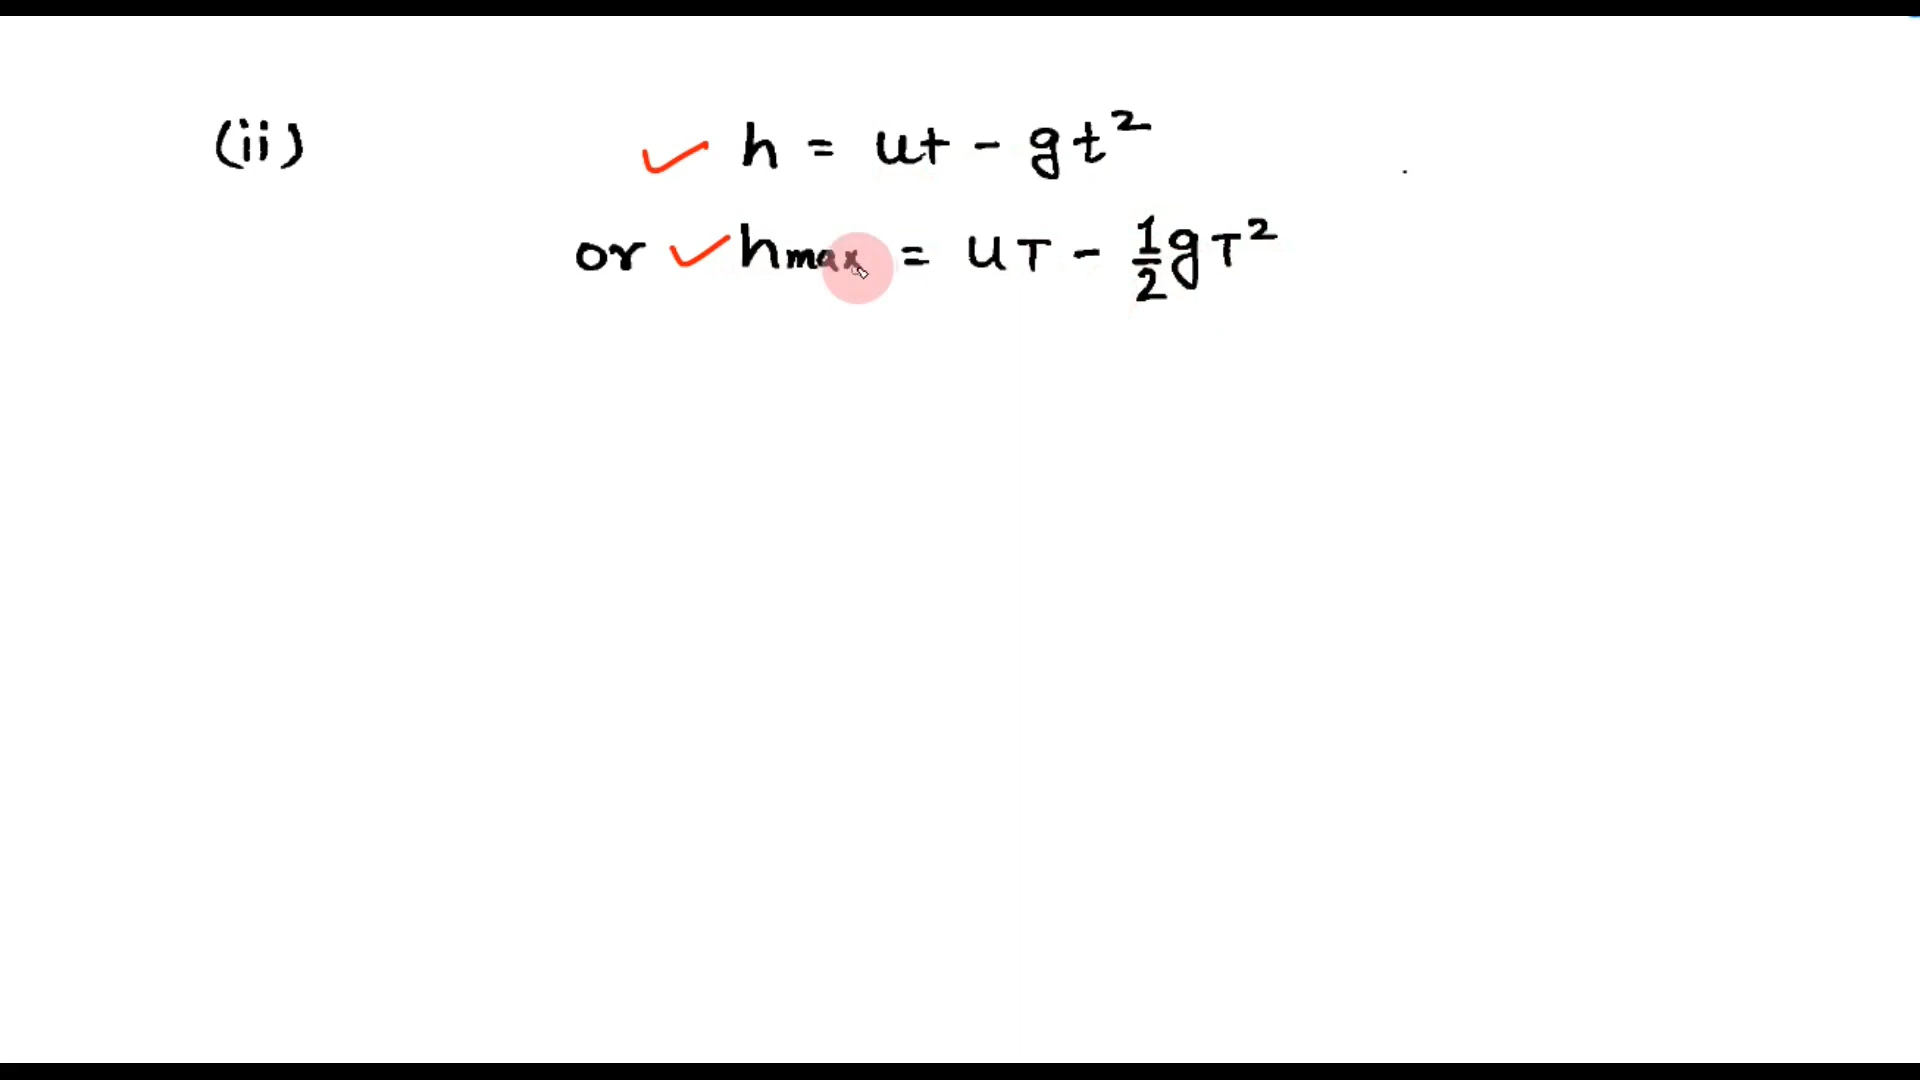 (ii) h = ut - gt²
or hmax = uT - ½gT²